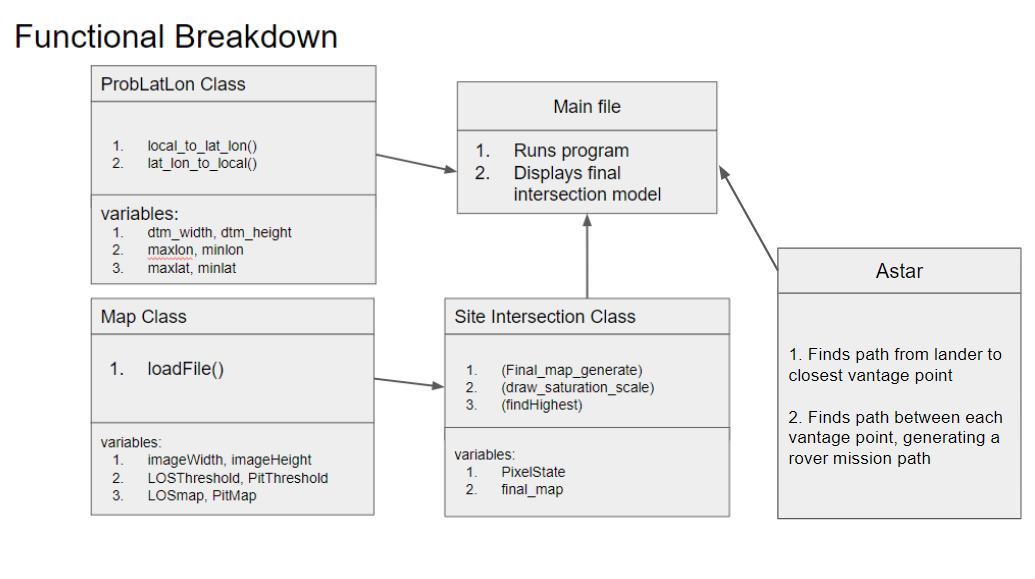 Functional Breakdown
ProbLatLon Class
1. local_to_lat_lon()
2. lat_lon_to_local()
variables:
1. dtm_width, dtm_height
2. maxlon, minlon
3. maxlat, minlat
Main file
1. Runs program
2. Displays final
intersection model
Map Class
1. loadFile()
variables:
1. imageWidth, imageHeight
2. LOSThreshold, PitThreshold
3. LOSmap, PitMap
Site Intersection Class
1. (Final_map_generate)
2. (draw_saturation_scale)
3. (findHighest)
variables:
1. PixelState
2. final_map
Astar
1. Finds path from lander to
closest vantage point
2. Finds path between each
vantage point, generating a
rover mission path